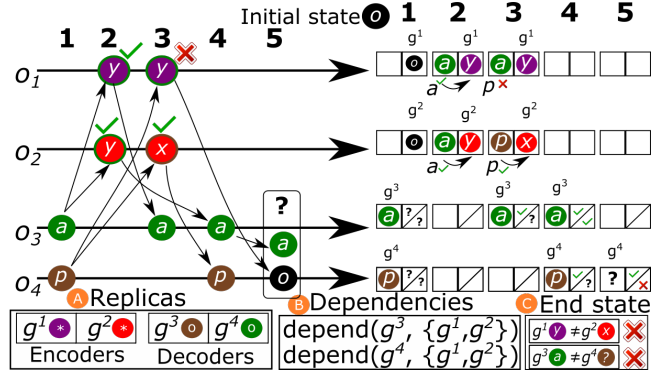 Initial state o 1 2 3 4 5
1 2 3 4 5
g1 g1 g1
o1 y y o a y a y
a p
g2 g2 g2
o2 y x o a y p x
a p
g3 g3 g3
? a ? ? a ? a
o3 a a a a
g4 g4 g4
o4 p p o p ? ? p ? ?
A Replicas B Dependencies C End state
g1 * g2 * g3 o g4 o depend(g3, {g1,g2}) g1 y ≠g2 x
Encoders Decoders depend(g4, {g1,g2}) g3 a ≠g4 ?